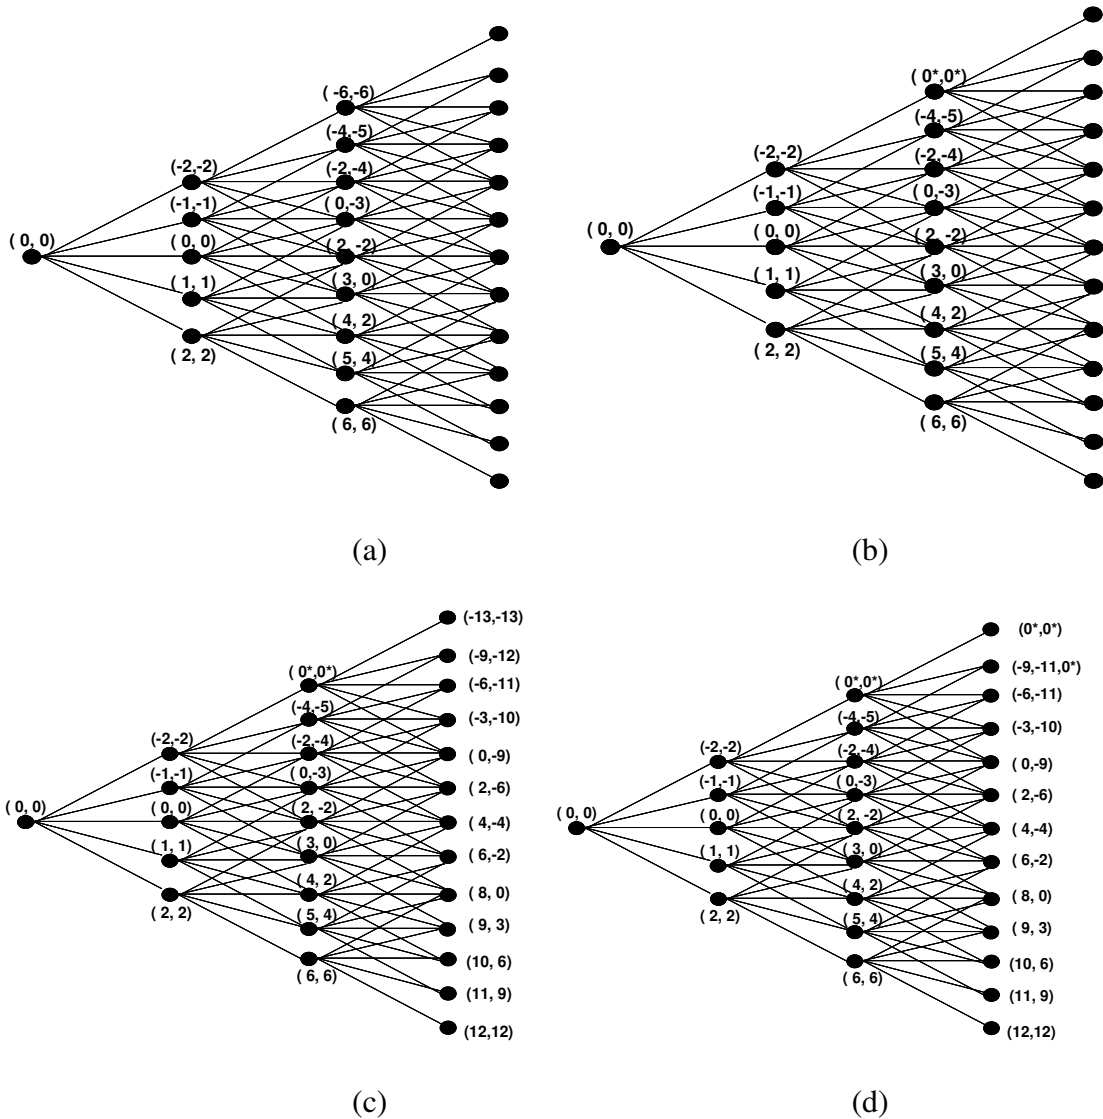 ( -6,-6)
(-4,-5)
(-2,-2)
(-2,-4)
(-1,-1)
( 0,-3)
( 0, 0)
( 0, 0)
( 2, -2)
( 1, 1)
( 3, 0)
( 4, 2)
( 2, 2)
( 5, 4)
( 6, 6)
(a)
( 0*,0*)
(-4,-5)
(-2,-2)
(-2,-4)
(-1,-1)
( 0,-3)
( 0, 0)
( 0, 0)
( 2, -2)
( 1, 1)
( 3, 0)
( 4, 2)
( 2, 2)
( 5, 4)
( 6, 6)
(b)
(-13,-13)
(-9,-12)
( 0*,0*)
(-6,-11)
(-4,-5)
(-3,-10)
(-2,-2)
(-2,-4)
( 0,-9)
(-1,-1)
( 0,-3)
( 2,-6)
( 0, 0)
( 0, 0)
( 2, -2)
( 4,-4)
( 1, 1)
( 3, 0)
( 6,-2)
( 4, 2)
( 8, 0)
( 2, 2)
( 5, 4)
( 9, 3)
(10, 6)
( 6, 6)
(11, 9)
(12,12)
(c)
(0*,0*)
(-9,-11,0*)
( 0*,0*)
(-6,-11)
(-4,-5)
(-3,-10)
(-2,-2)
(-2,-4)
( 0,-9)
(-1,-1)
( 0,-3)
( 2,-6)
( 0, 0)
( 0, 0)
( 2, -2)
( 4,-4)
( 1, 1)
( 3, 0)
( 6,-2)
( 4, 2)
( 8, 0)
( 2, 2)
( 5, 4)
( 9, 3)
(10, 6)
( 6, 6)
(11, 9)
(12,12)
(d)